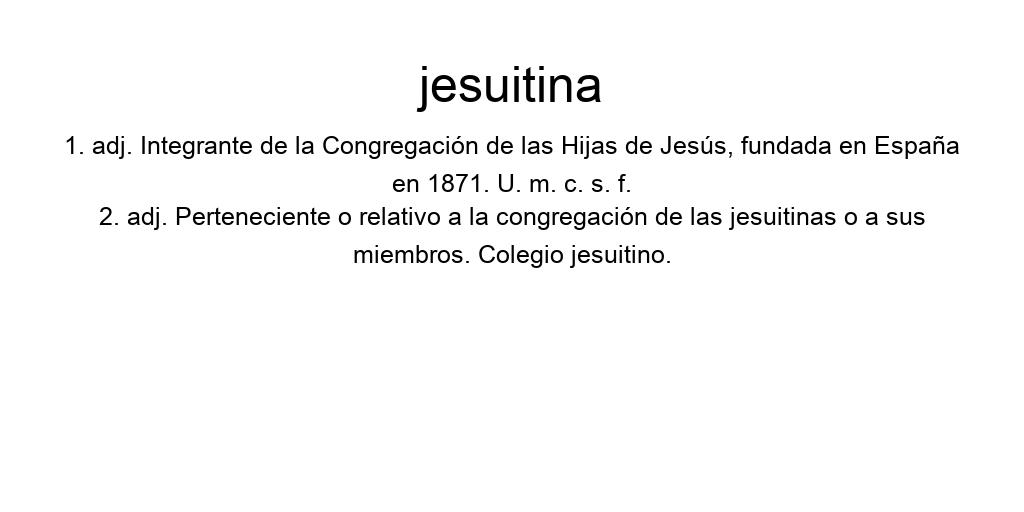 jesuitina
1. adj. Integrante de la Congregación de las Hijas de Jesús, fundada en España
en 1871. U. m. c. s. f.
2. adj. Perteneciente o relativo a la congregación de las jesuitinas o a sus
miembros. Colegio jesuitino.